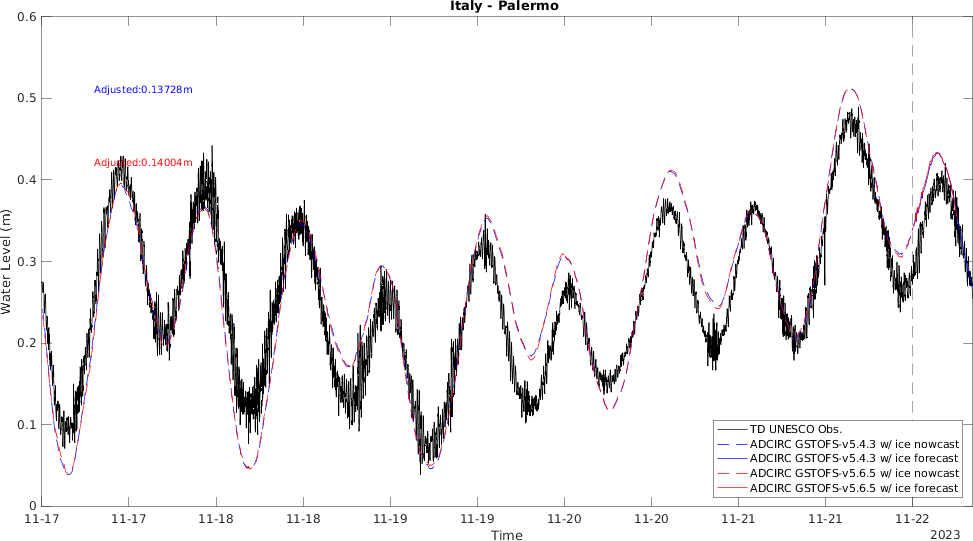 Italy - Palermo
0.6
0.5
0.4
0.3
0.2
0.1
0
Water Level (m)
Adjusted:0.13728m
Adjusted:0.14004m
TD UNESCO Obs.
ADCIRC GSTOFS-v5.4.3 w/ ice nowcast
ADCIRC GSTOFS-v5.4.3 w/ ice forecast
ADCIRC GSTOFS-v5.6.5 w/ ice nowcast
ADCIRC GSTOFS-v5.6.5 w/ ice forecast
11-17 11-17 11-18 11-18 11-19 11-19 11-20 11-20 11-21 11-21 11-22
Time
2023